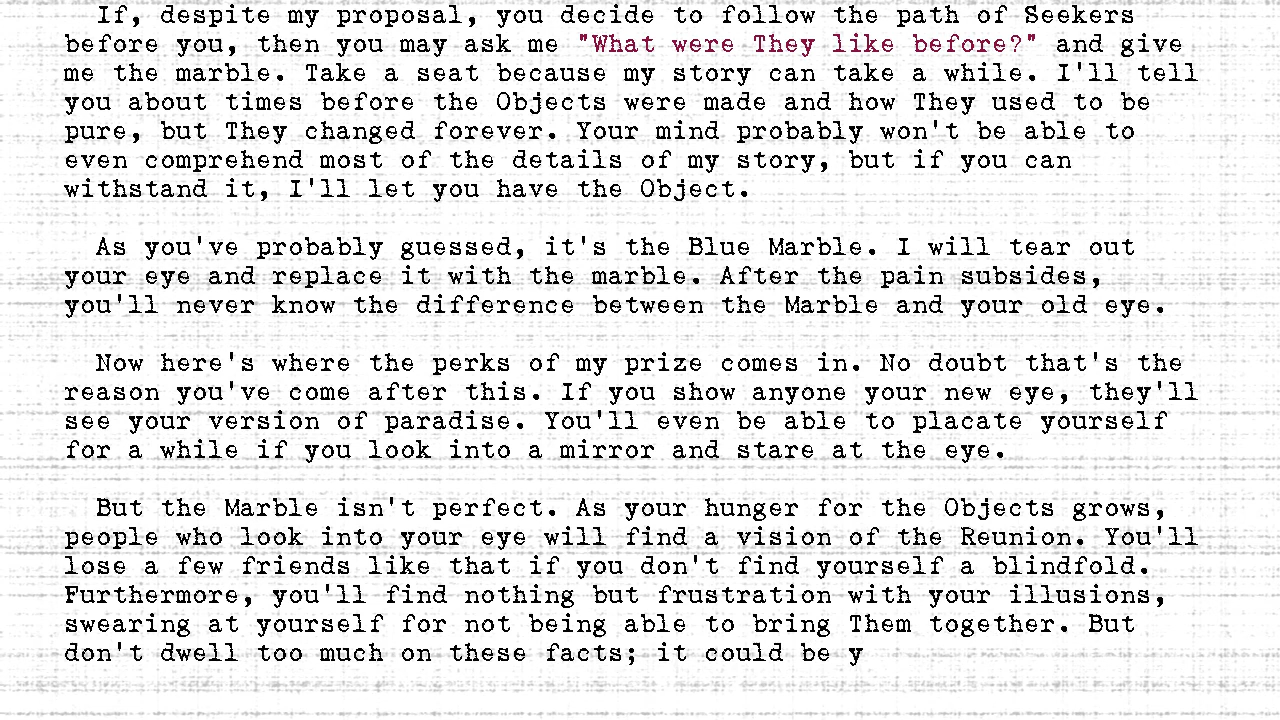 If, despite my proposal, you decide to follow the path of Seekers
before you, then you may ask me "What were They like before?" and give
me the marble. Take a seat because my story can take a while. I'll tell
you about times before the Objects were made and how They used to be
pure, but They changed forever. Your mind probably won't be able to
even comprehend most of the details of my story, but if you can
withstand it, I'll let you have the Object.
As you've probably guessed, it's the Blue Marble. I will tear out
your eye and replace it with the marble. After the pain subsides,
you'll never know the difference between the Marble and your old eye.
Now here's where the perks of my prize comes in. No doubt that's the
reason you've come after this. If you show anyone your new eye, they'll
see your version of paradise. You'll even be able to placate yourself
for a while if you look into a mirror and stare at the eye.
But the Marble isn't perfect. As your hunger for the Objects grows,
people who look into your eye will find a vision of the Reunion. You'll
lose a few friends like that if you don't find yourself a blindfold.
Furthermore, you'll find nothing but frustration with your illusions,
swearing at yourself for not being able to bring Them together. But
don't dwell too much on these facts; it could be y